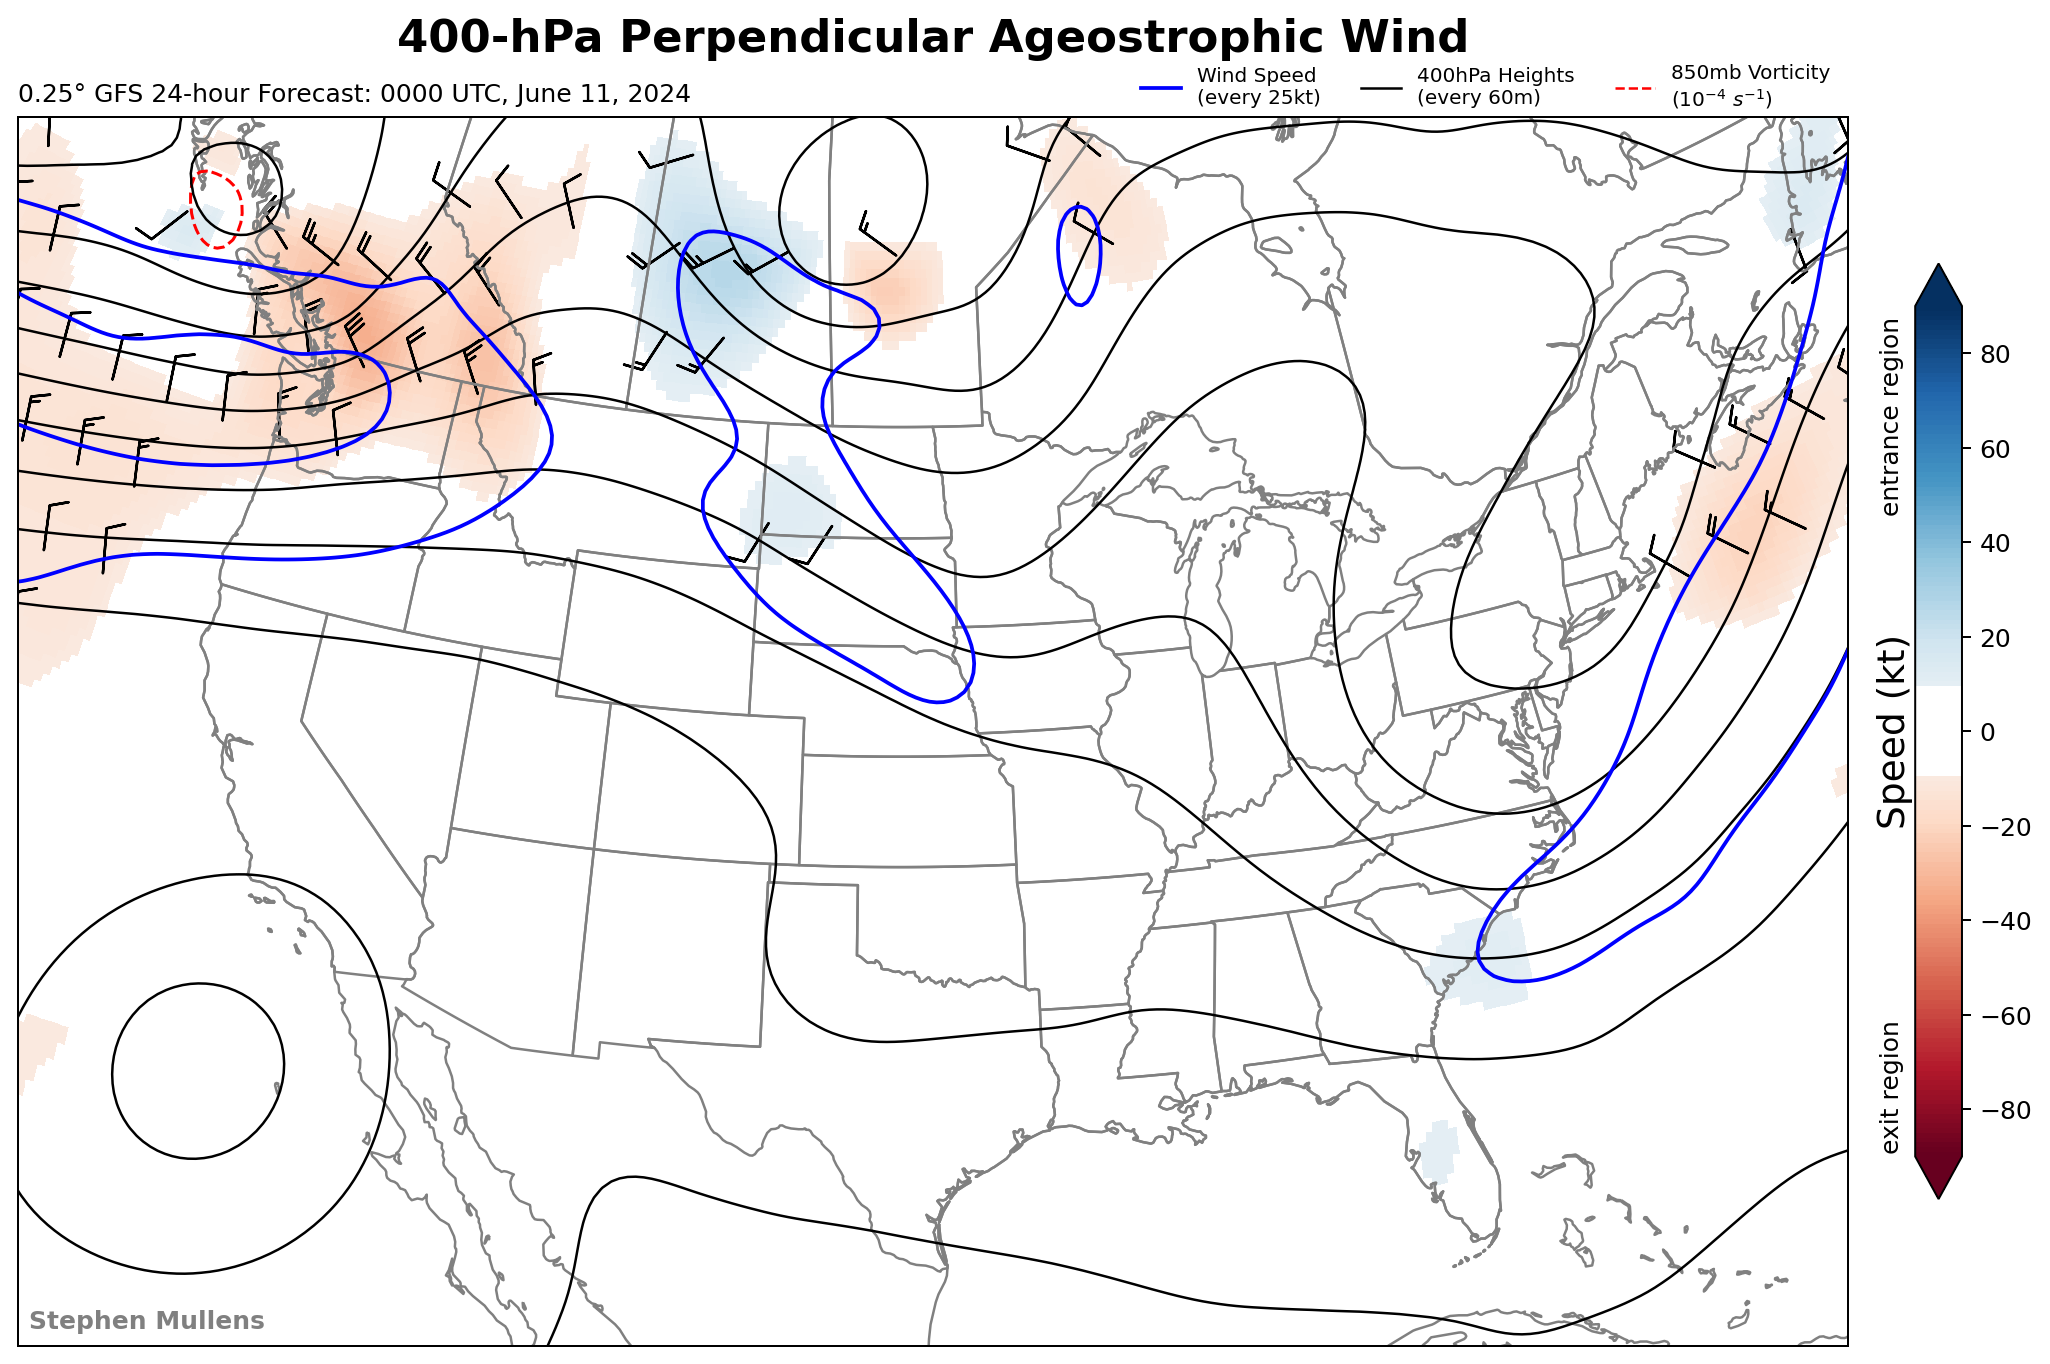 400-hPa Perpendicular Ageostrophic Wind
0.25° GFS 24-hour Forecast: 0000 UTC, June 11, 2024
Wind Speed
(every 25kt)
400hPa Heights
(every 60m)
850mb Vorticity
(10⁻⁴ s⁻¹)
entrance region
Speed (kt)
exit region
80
60
40
20
0
−20
−40
−60
−80
Stephen Mullens